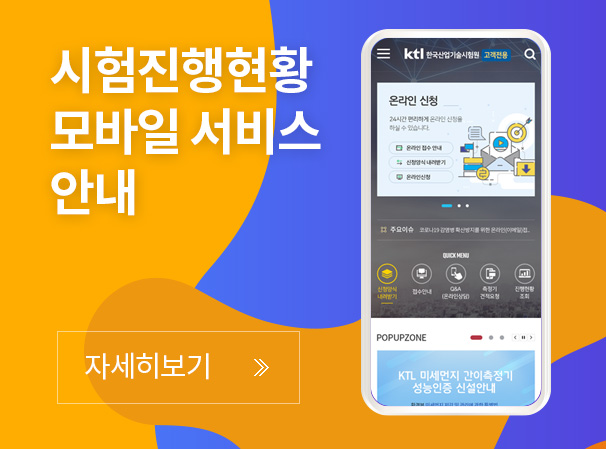 시험진행현황
모바일 서비스
안내
자세히보기
ktl 한국산업기술시험원 고객전용
온라인 신청
24시간 편리하게 온라인 신청을
하실 수 있습니다.
온라인 접수 안내
신청양식 내려받기
온라인신청
주요이슈 코로나19 감염병 확산방지를 위한 온라인(이메일)접..
QUICK MENU
신청양식 접수안내 Q&A 측정기 진행현황
내려받기 (온라인상담) 견적요청 조회
POPUPZONE
KTL 미세먼지 간이측정기
성능인증 신설안내